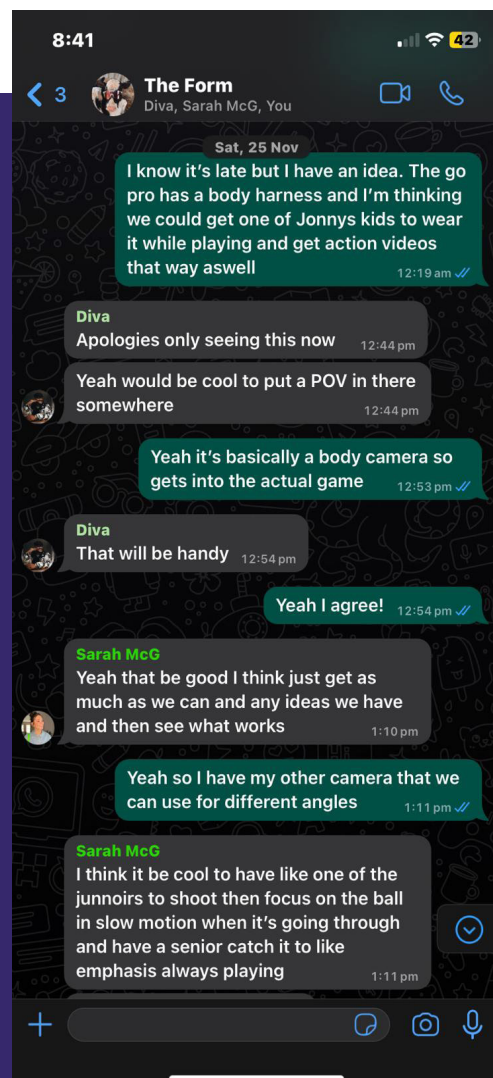 8:41
42
3
The Form
Diva, Sarah McG, You
Sat, 25 Nov
I know it's late but I have an idea. The go
pro has a body harness and I'm thinking
we could get one of Jonnys kids to wear
it while playing and get action videos
that way aswell
12:19 am
Diva
Apologies only seeing this now
12:44 pm
Yeah would be cool to put a POV in there
somewhere
12:44 pm
Yeah it's basically a body camera so
gets into the actual game
12:53 pm
Diva
That will be handy
12:54 pm
Yeah I agree!
12:54 pm
Sarah McG
Yeah that be good I think just get as
much as we can and any ideas we have
and then see what works
1:10 pm
Yeah so I have my other camera that we
can use for different angles
1:11 pm
Sarah McG
I think it be cool to have like one of the
junnoirs to shoot then focus on the ball
in slow motion when it's going through
and have a senior catch it to like
emphasis always playing
1:11 pm